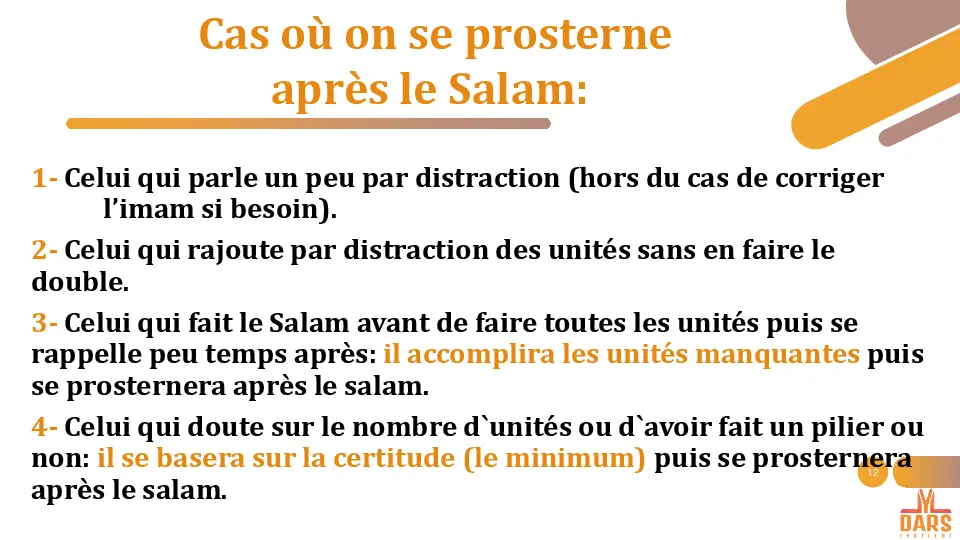 Cas où on se prosterne
après le Salam:
1- Celui qui parle un peu par distraction (hors du cas de corriger
l’imam si besoin).
2- Celui qui rajoute par distraction des unités sans en faire le
double.
3- Celui qui fait le Salam avant de faire toutes les unités puis se
rappelle peu temps après: il accomplira les unités manquantes puis
se prosternera après le salam.
4- Celui qui doute sur le nombre d`unités ou d`avoir fait un pilier ou
non: il se basera sur la certitude (le minimum) puis se prosternera
après le salam.
12
DARS
INSTITUT